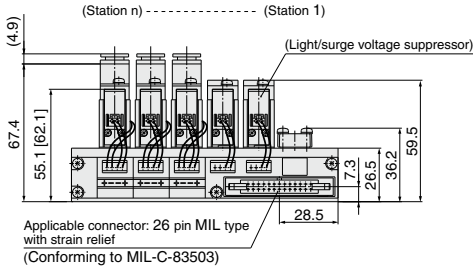 (Station n) ---------------- (Station 1)
(4.9)
(Light/surge voltage suppressor)
67.4
55.1 [62.1]
7.3
26.5
36.2
59.5
28.5
Applicable connector: 26 pin MIL type
with strain relief
(Conforming to MIL-C-83503)